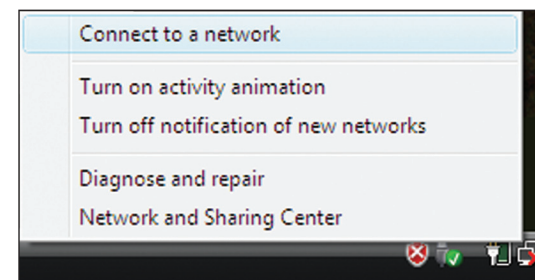 Connect to a network
Turn on activity animation
Turn off notification of new networks
Diagnose and repair
Network and Sharing Center